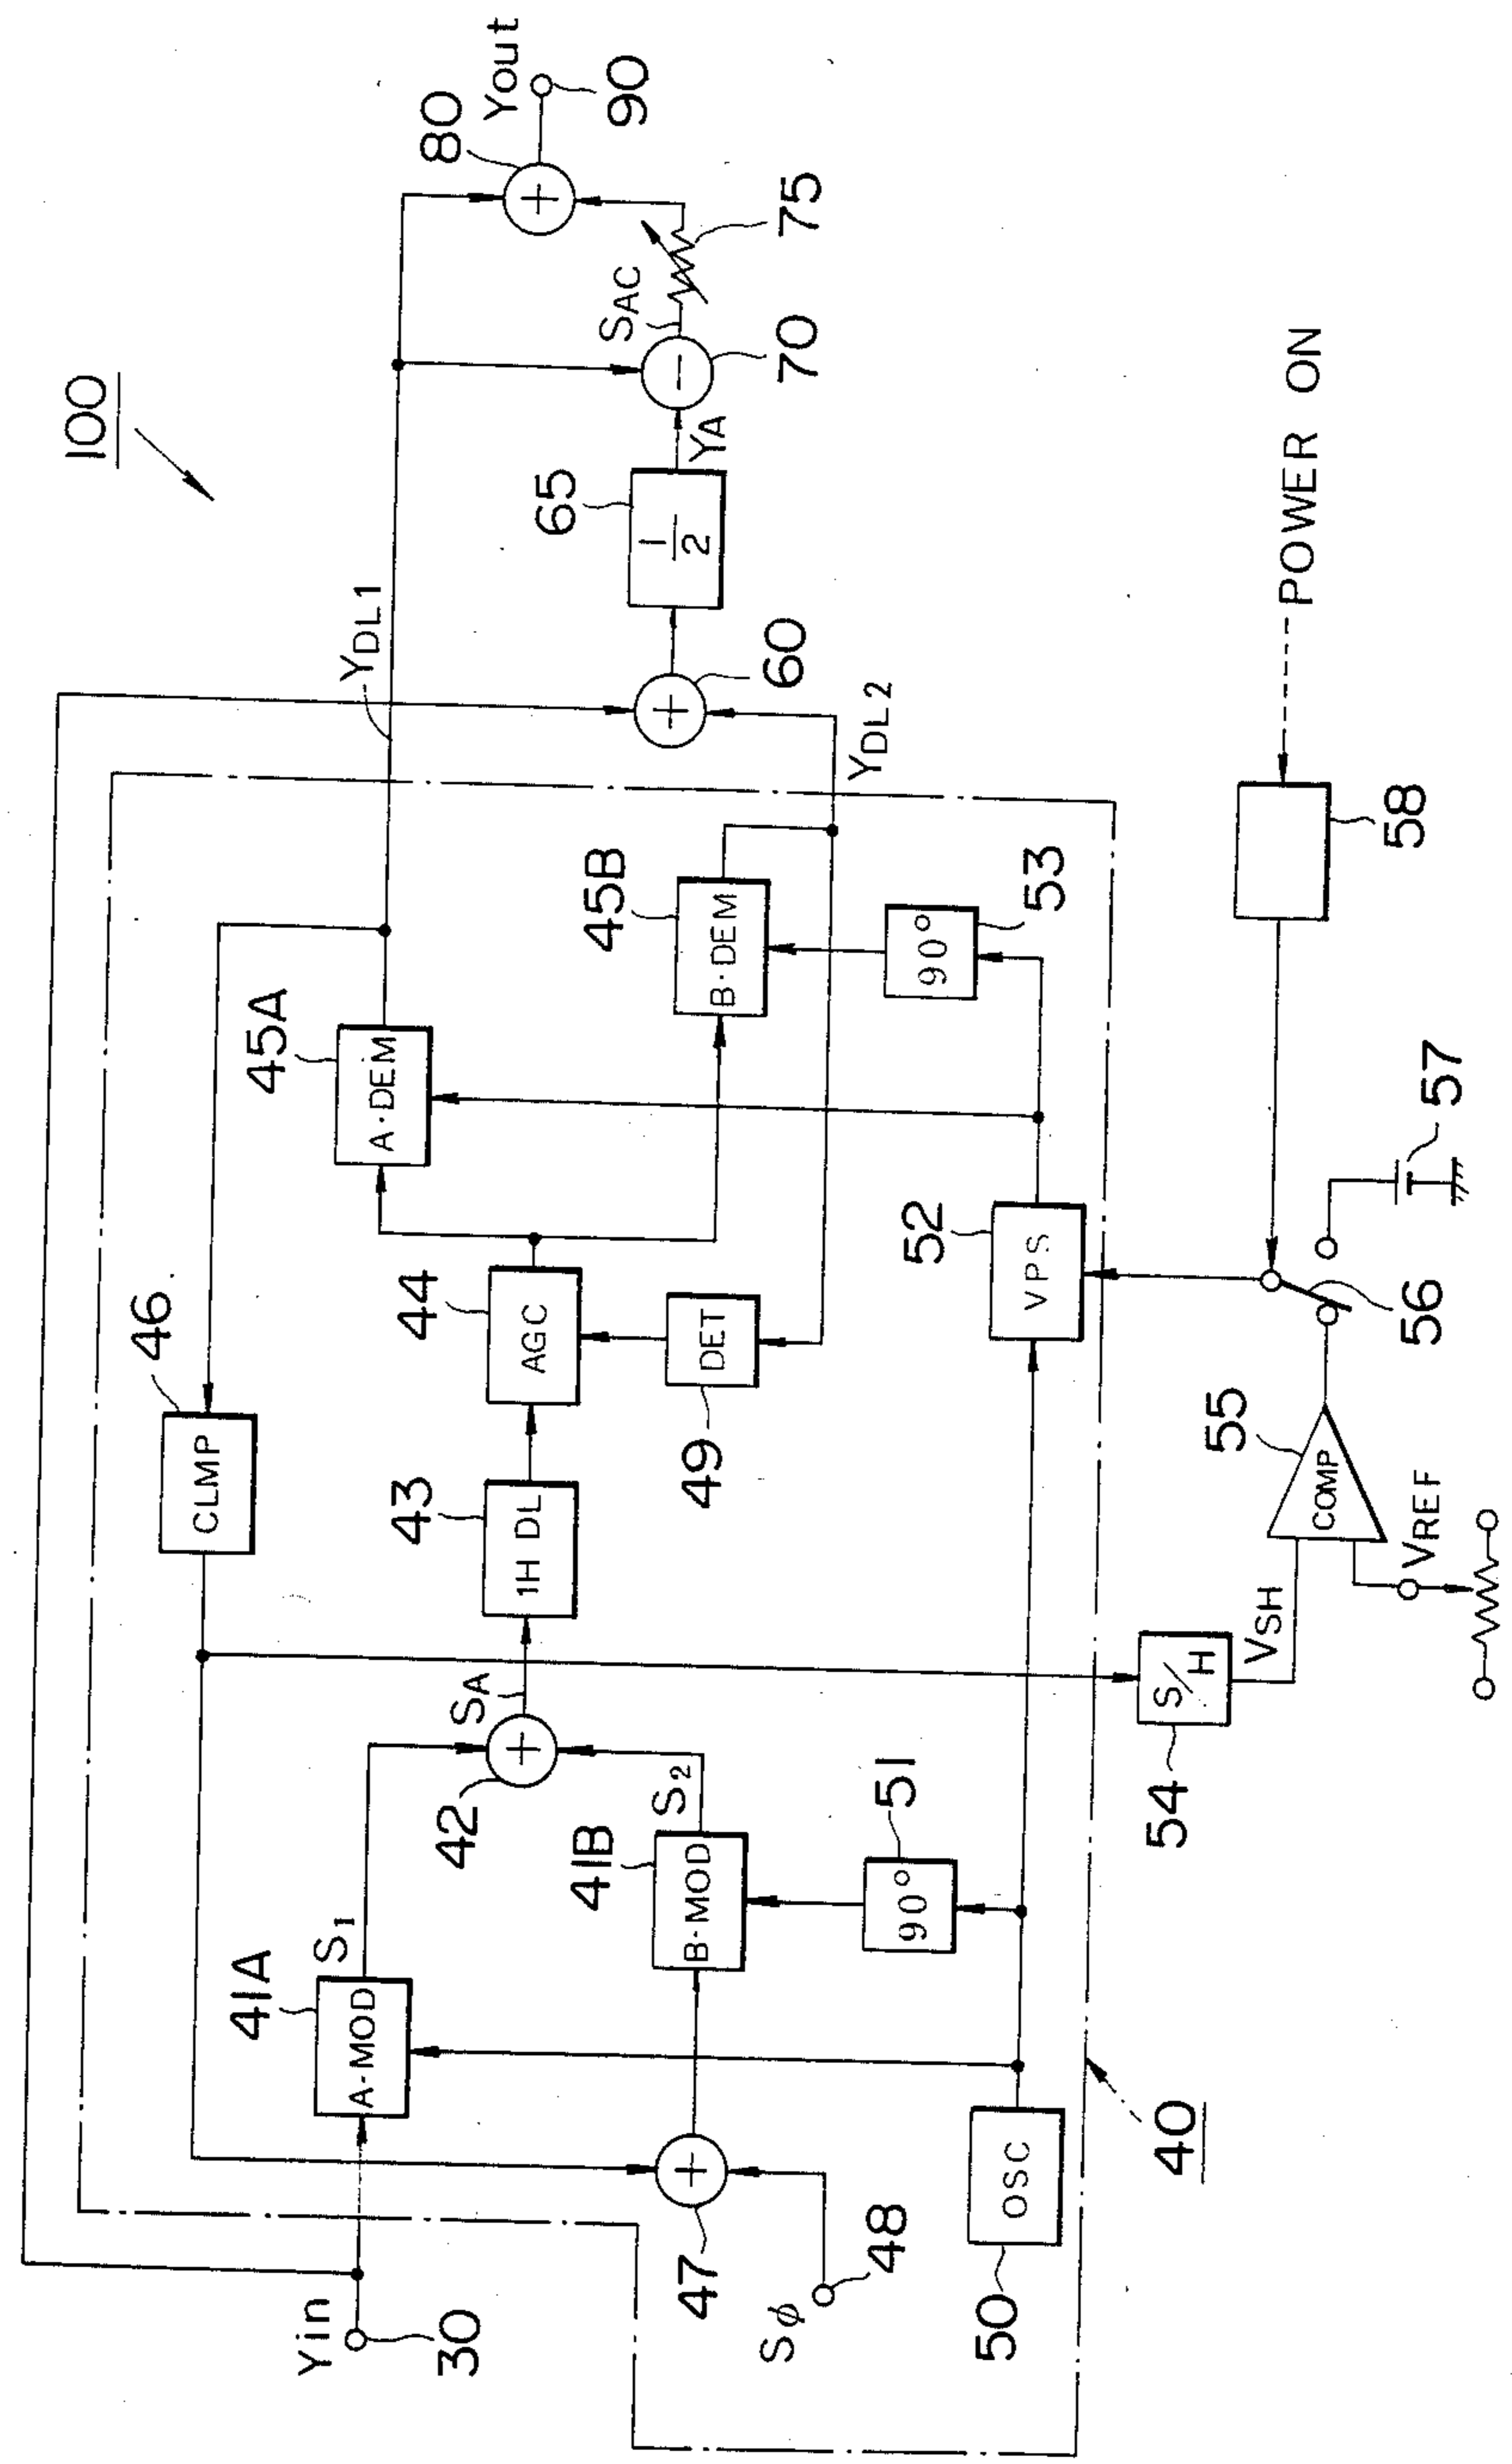 100
Yin
30
41A
A-MOD
S1
46
CLMP
45A
A·DEM
YDL1
80
Yout
90
SAC
75
70
YA
65
1/2
60
42
SA
43
1H DL
44
AGC
DET
49
45B
B·DEM
YDL2
90°
53
47
Sφ
48
41B
B-MOD
S2
90°
51
50
OSC
52
VPS
40
54
S/H
VSH
VREF
55
COMP
56
57
58
POWER ON